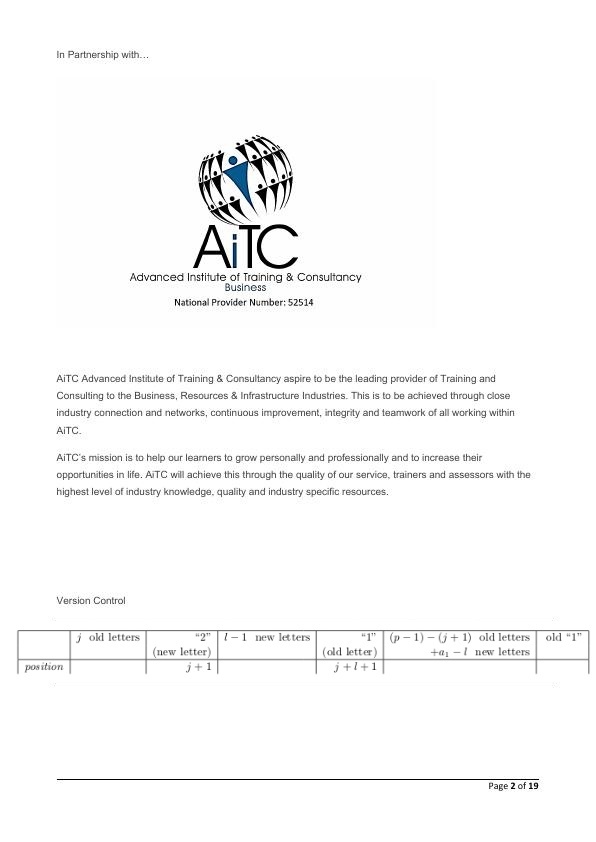 In Partnership with…
AiTC
Advanced Institute of Training & Consultancy
Business
National Provider Number: 52514
AiTC Advanced Institute of Training & Consultancy aspire to be the leading provider of Training and
Consulting to the Business, Resources & Infrastructure Industries. This is to be achieved through close
industry connection and networks, continuous improvement, integrity and teamwork of all working within
AiTC.
AiTC’s mission is to help our learners to grow personally and professionally and to increase their
opportunities in life. AiTC will achieve this through the quality of our service, trainers and assessors with the
highest level of industry knowledge, quality and industry specific resources.
Version Control
j old letters “2” l − 1 new letters “1” (p − 1) − (j + 1) old letters old “1”
(new letter) (old letter) +a₁ − l new letters
position j + 1 j + l + 1
Page 2 of 19